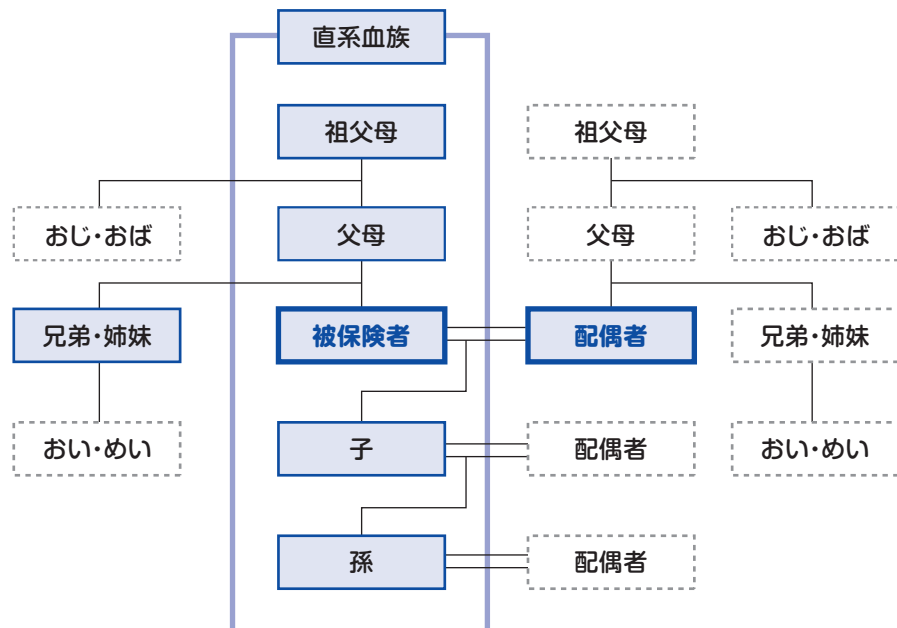 直系血族
祖父母
祖父母
おじ・おば
父母
父母
おじ・おば
兄弟・姉妹
被保険者
配偶者
兄弟・姉妹
おい・めい
子
配偶者
おい・めい
孫
配偶者